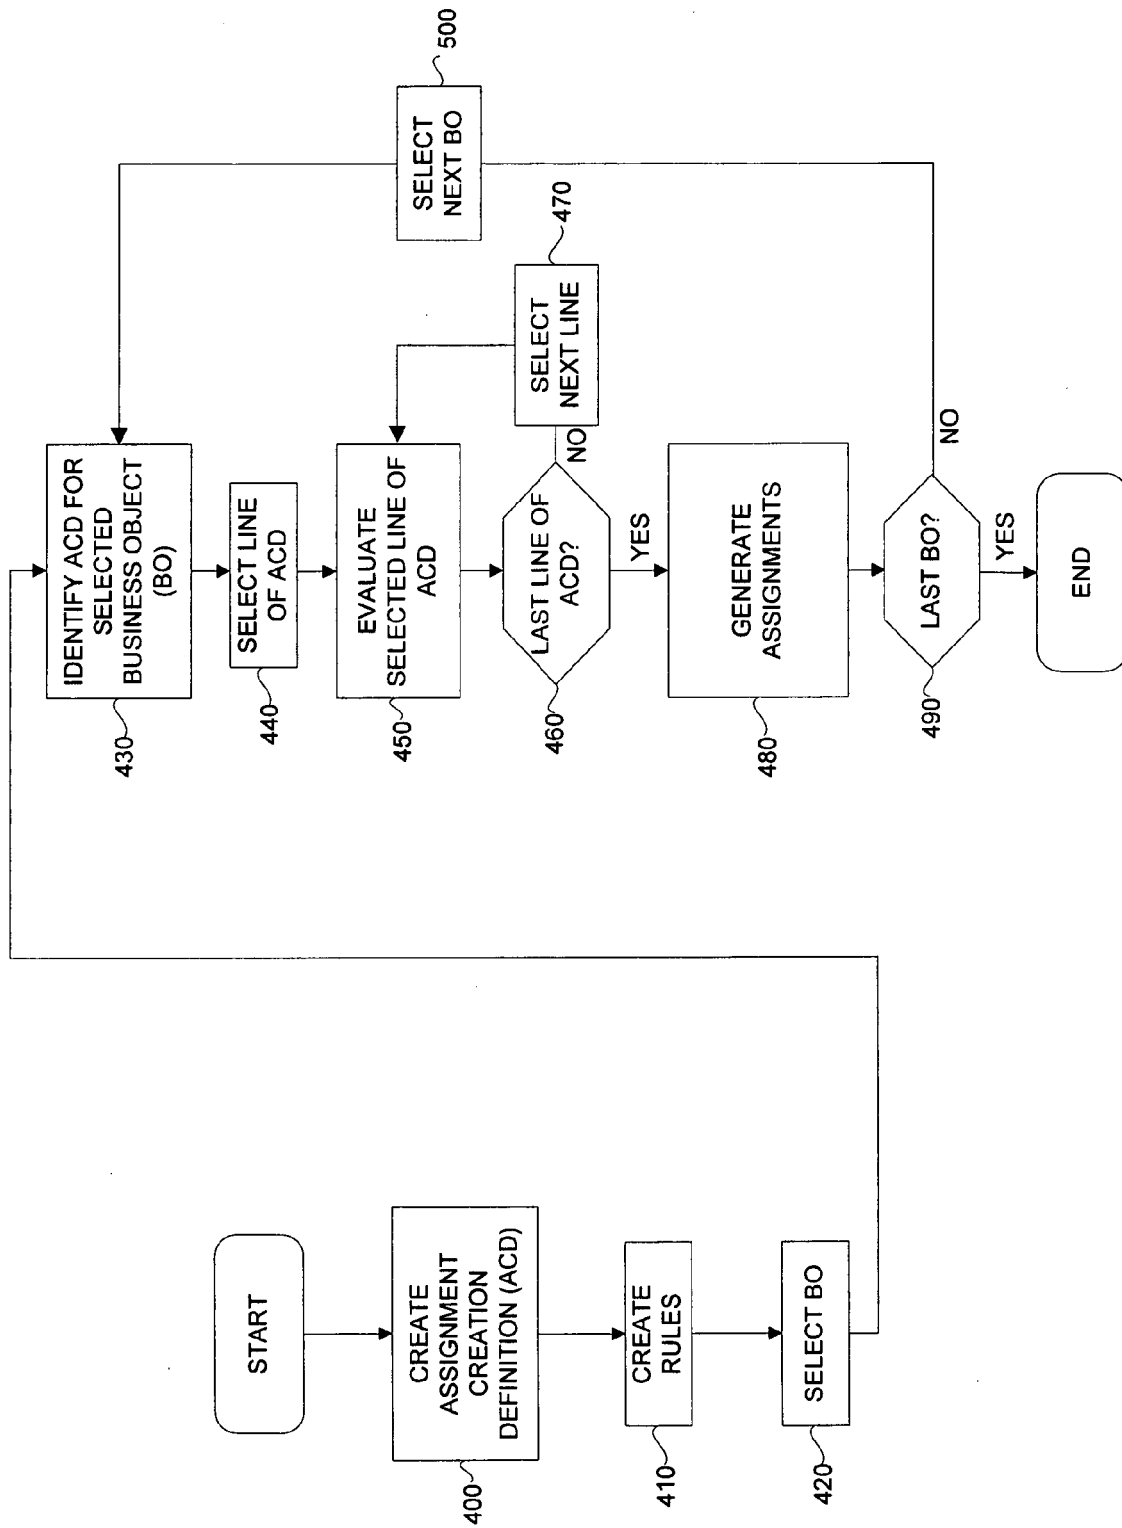 START
CREATE
ASSIGNMENT
CREATION
DEFINITION (ACD)
400
CREATE
RULES
410
SELECT BO
420
IDENTIFY ACD FOR
SELECTED
BUSINESS OBJECT
(BO)
430
SELECT LINE
OF ACD
440
EVALUATE
SELECTED LINE OF
ACD
450
LAST LINE OF
ACD?
460
NO
SELECT
NEXT LINE
470
YES
GENERATE
ASSIGNMENTS
480
LAST BO?
490
NO
SELECT
NEXT BO
500
YES
END